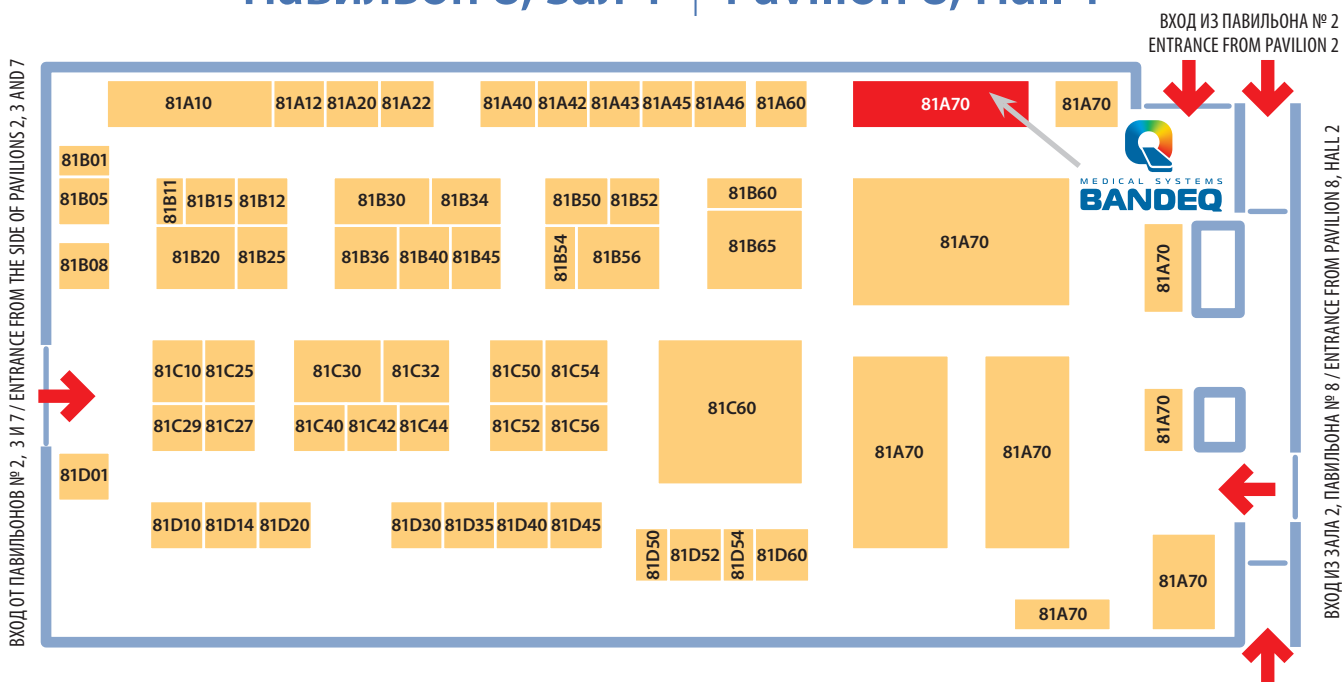 Павильон 8, Зал 1 | Pavilion 8, Hall 1
ВХОД ИЗ ПАВИЛЬОНА № 2
ENTRANCE FROM PAVILION 2
ВХОД ОТ ПАВИЛЬОНОВ № 2, 3 И 7 / ENTRANCE FROM THE SIDE OF PAVILIONS 2, 3 AND 7
81A10 81A12 81A20 81A22 81A40 81A42 81A43 81A45 81A46 81A60 81A70 81A70
MEDICAL SYSTEMS
BANDEQ
81B01
81B05 81B11 81B15 81B12 81B30 81B34 81B50 81B52 81B60
81B08 81B20 81B25 81B36 81B40 81B45 81B54 81B56 81B65 81A70 81A70
81C10 81C25 81C30 81C32 81C50 81C54 81C60
81C29 81C27 81C40 81C42 81C44 81C52 81C56 81A70 81A70 81A70
81D01
81D10 81D14 81D20 81D30 81D35 81D40 81D45
81D50 81D52 81D54 81D60 81A70
81A70
ВХОД ИЗ ЗАЛА 2, ПАВИЛЬОНА № 8 / ENTRANCE FROM PAVILION 8, HALL 2